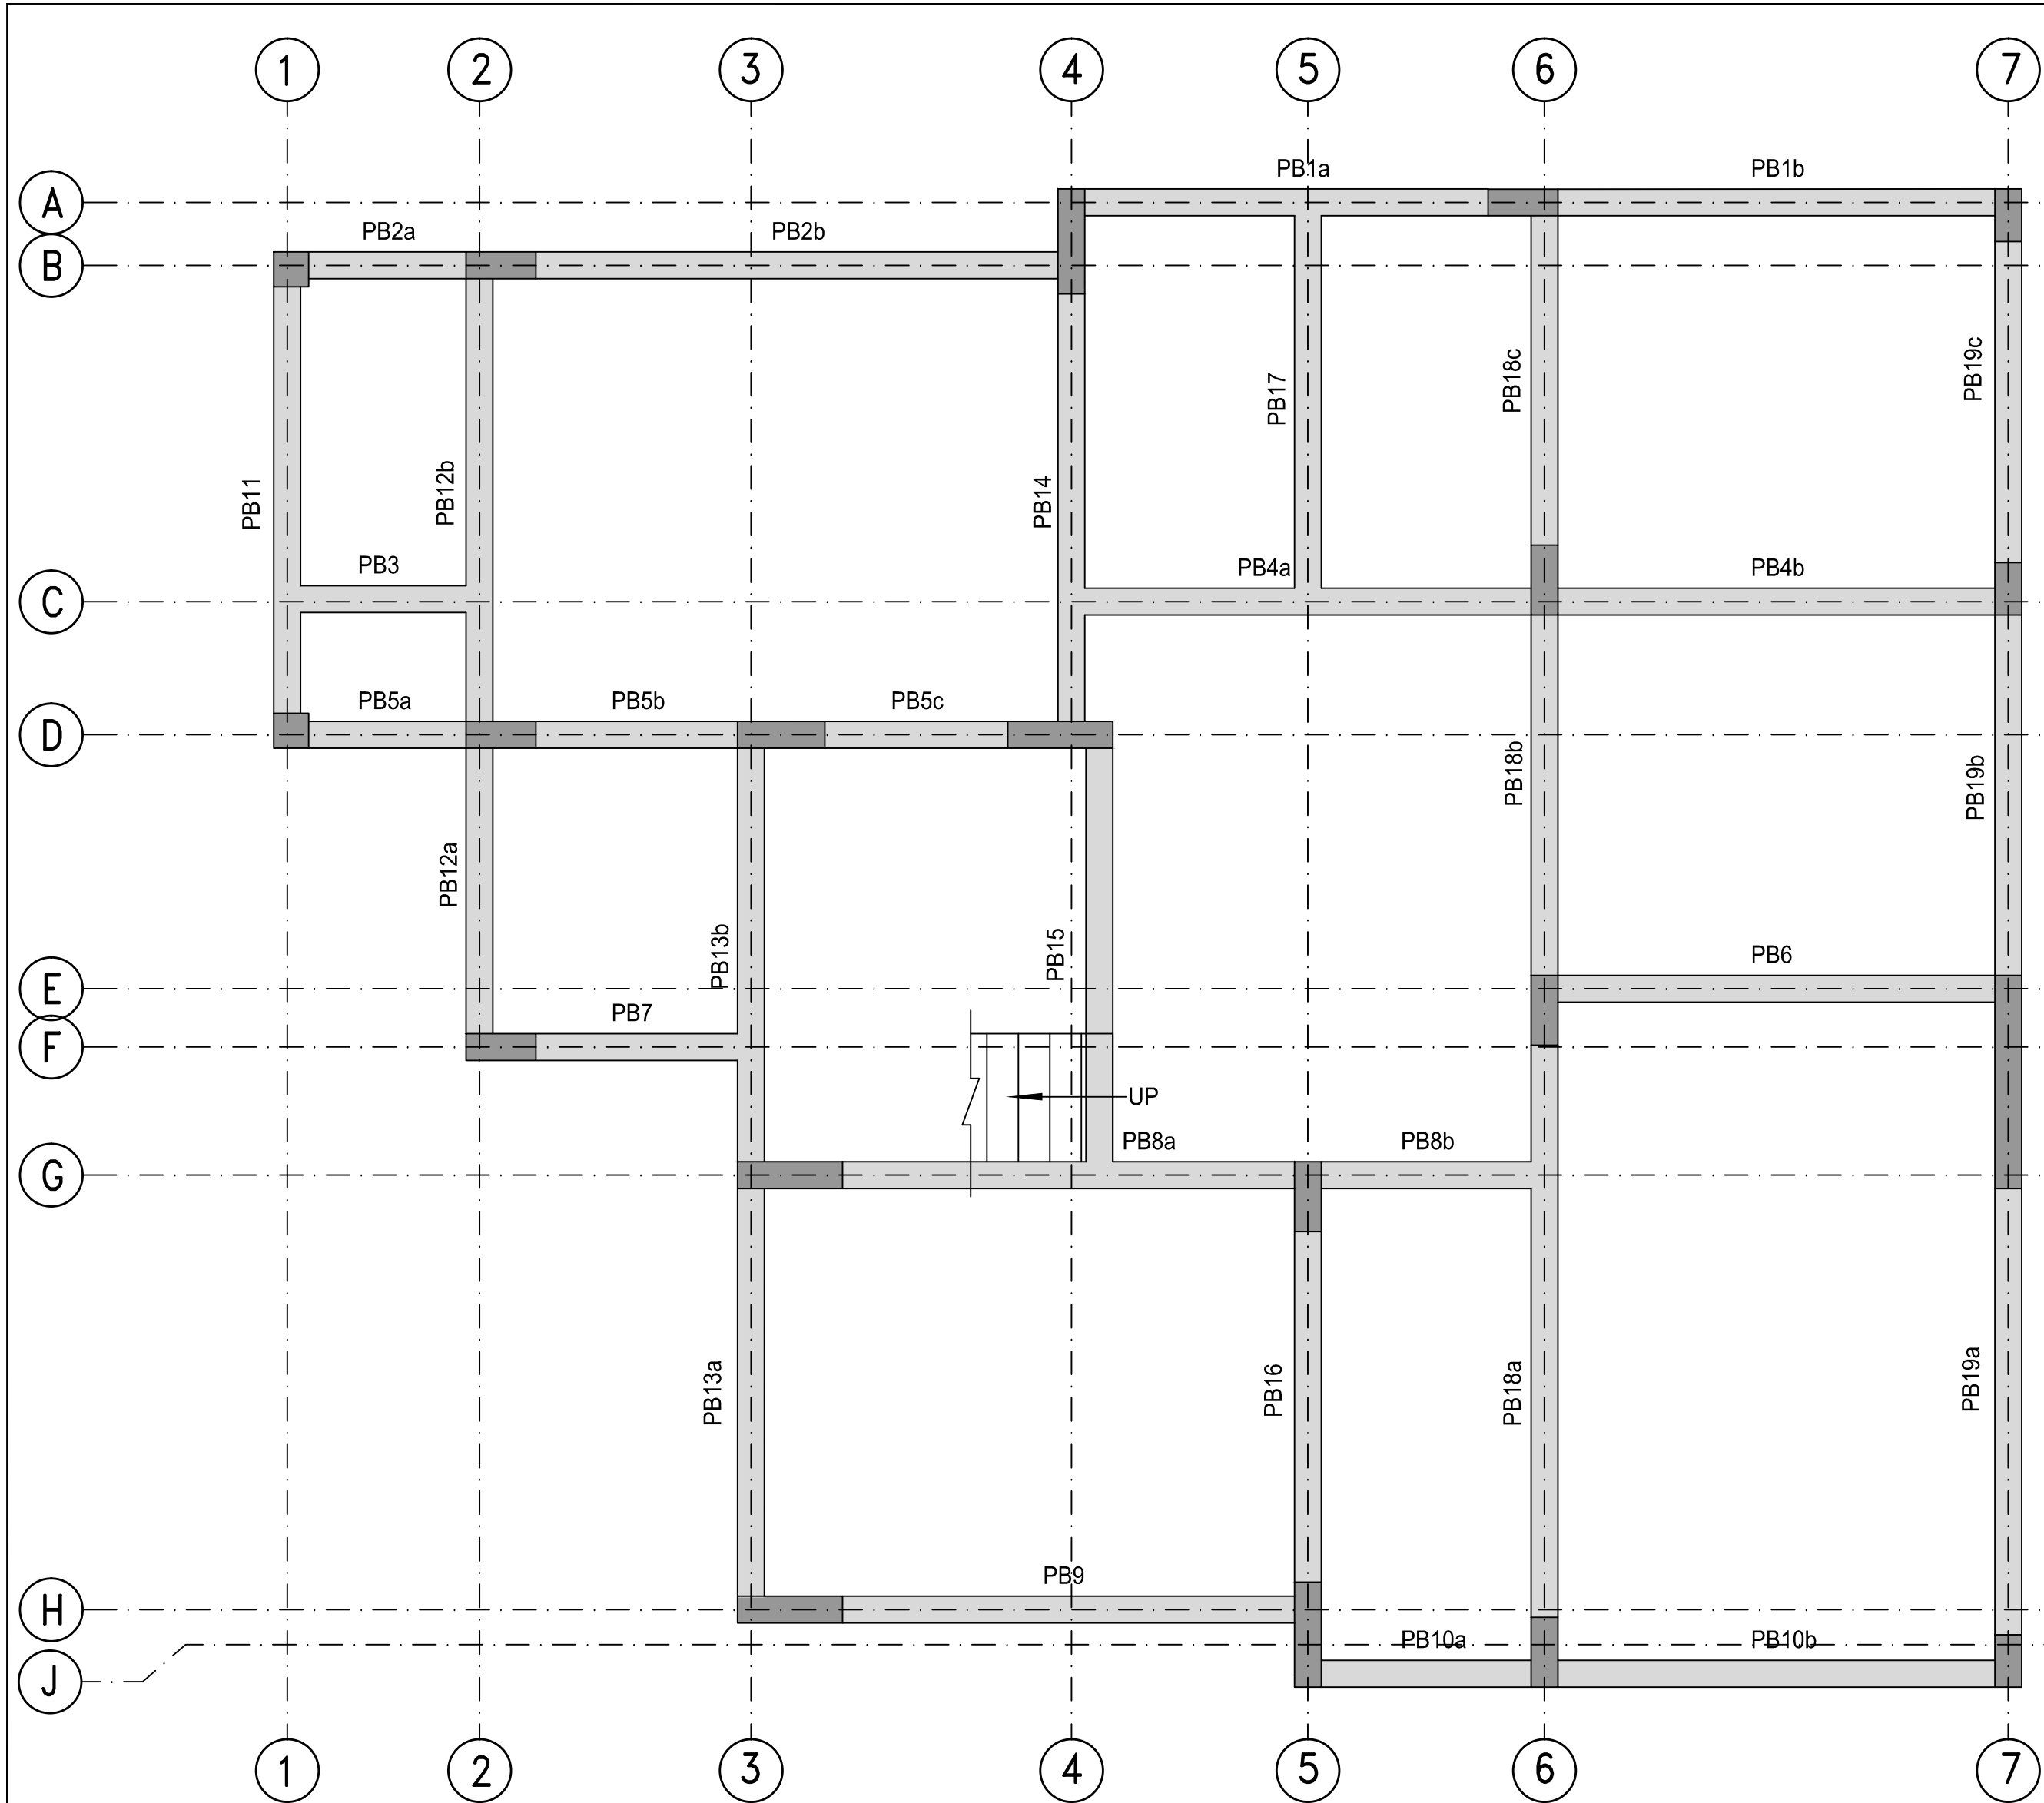 1 2 3 4 5 6 7
PB1a PB1b
A
PB2a PB2b
B
PB19c
PB18c
PB17
PB12b
PB14
PB11
PB3 PB4a PB4b
C
PB5a PB5b PB5c
D
PB18b
PB19b
PB12a
PB13b
PB15
PB6
E
PB7
F
UP
PB8a PB8b
G
PB13a
PB16
PB18a
PB19a
PB9
H
PB10a PB10b
J
1 2 3 4 5 6 7